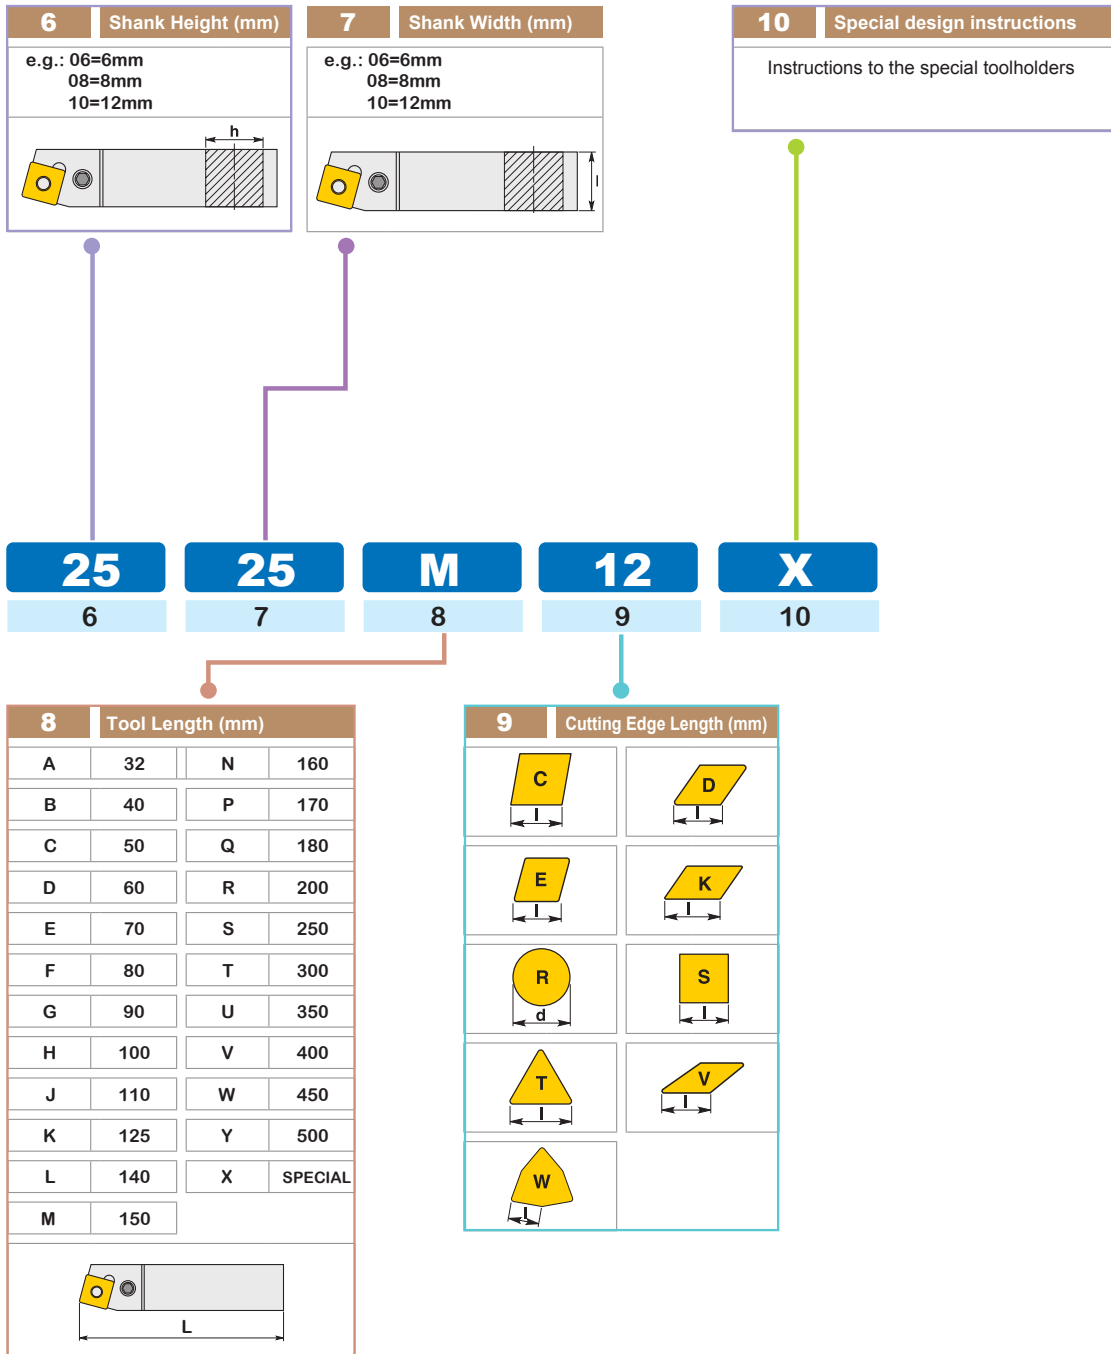 6 Shank Height (mm)
e.g.: 06=6mm
08=8mm
10=12mm
h
7 Shank Width (mm)
e.g.: 06=6mm
08=8mm
10=12mm
l
10 Special design instructions
Instructions to the special toolholders
25 25 M 12 X
6 7 8 9 10
8 Tool Length (mm)
A 32 N 160
B 40 P 170
C 50 Q 180
D 60 R 200
E 70 S 250
F 80 T 300
G 90 U 350
H 100 V 400
J 110 W 450
K 125 Y 500
L 140 X SPECIAL
M 150
L
9 Cutting Edge Length (mm)
C D
l l
E K
l l
R S
d l
T V
l l
W
l